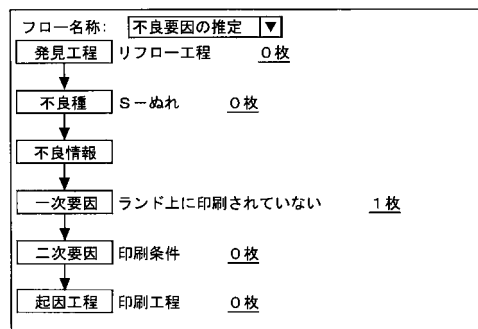 フロー名称: 不良要因の推定 ▼
発見工程 リフロー工程 0枚
不良種 S－ぬれ 0枚
不良情報
一次要因 ランド上に印刷されていない 1枚
二次要因 印刷条件 0枚
起因工程 印刷工程 0枚